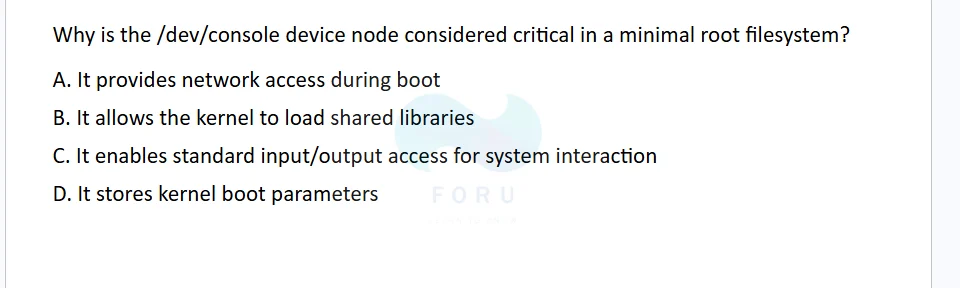 Why is the /dev/console device node considered critical in a minimal root filesystem?
A. It provides network access during boot
B. It allows the kernel to load shared libraries
C. It enables standard input/output access for system interaction
D. It stores kernel boot parameters
FORU